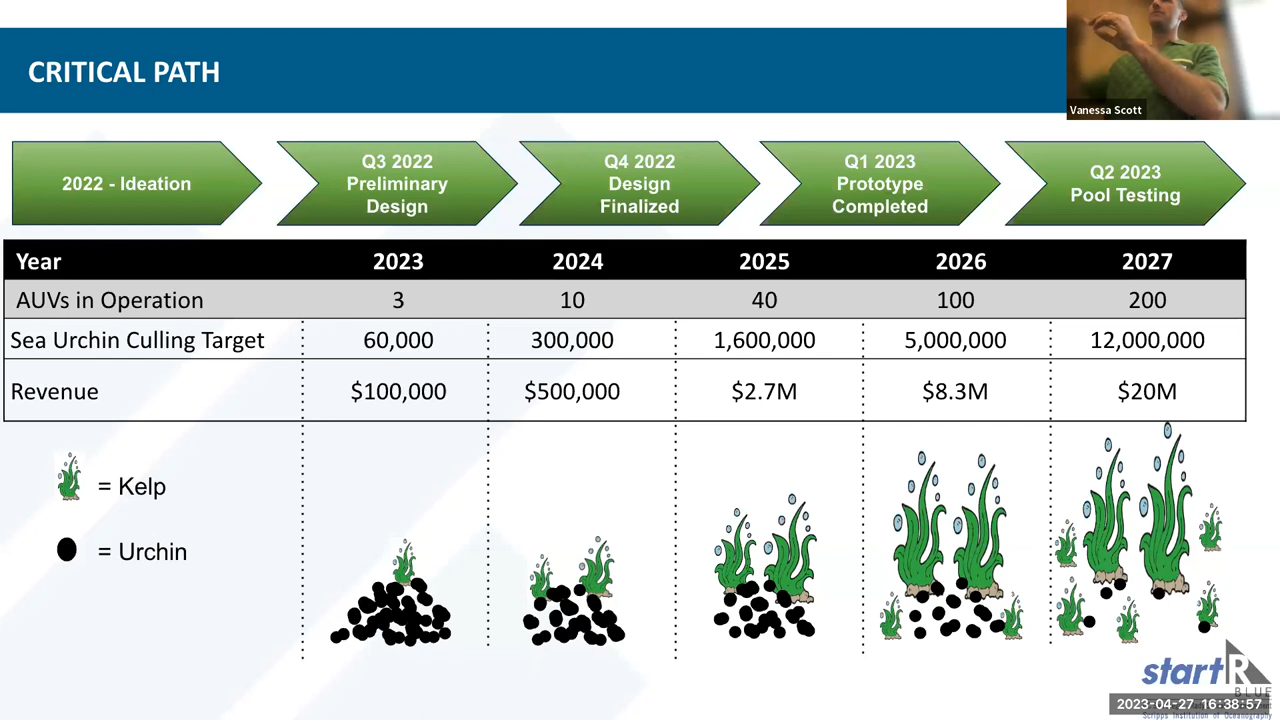 CRITICAL PATH
Vanessa Scott
2022 - Ideation
Q3 2022
Preliminary
Design
Q4 2022
Design
Finalized
Q1 2023
Prototype
Completed
Q2 2023
Pool Testing
Year 2023 2024 2025 2026 2027
AUVs in Operation 3 10 40 100 200
Sea Urchin Culling Target 60,000 300,000 1,600,000 5,000,000 12,000,000
Revenue $100,000 $500,000 $2.7M $8.3M $20M
= Kelp
= Urchin
startR
BLUE
2023-04-27 16:38:57
Scripps Institution of Oceanography